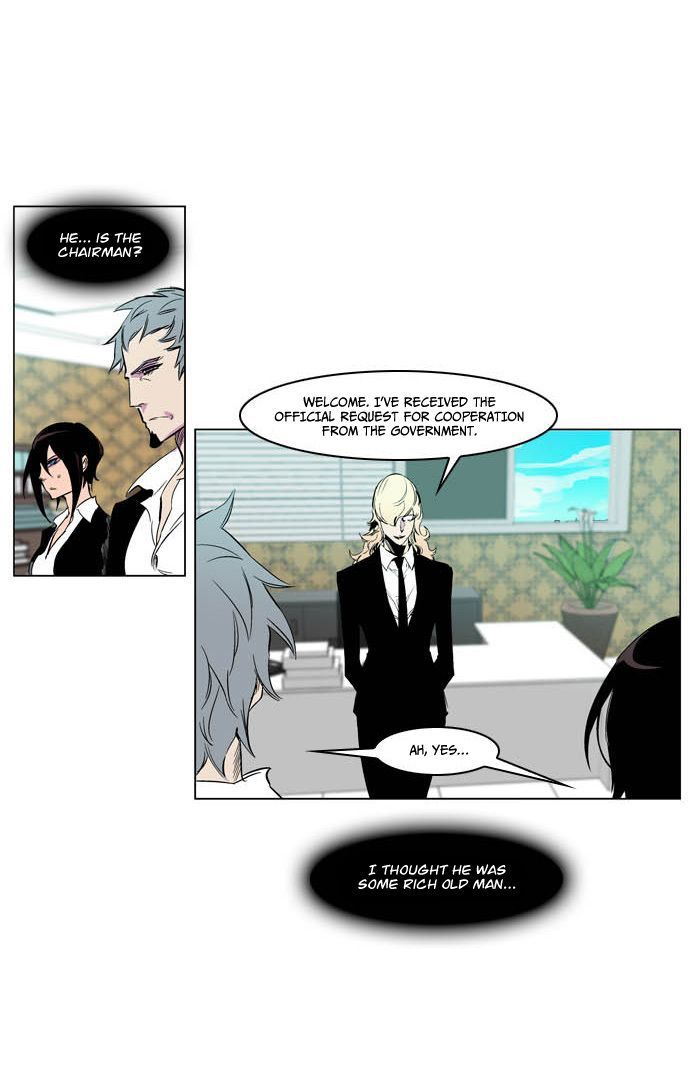 HE... IS THE
CHAIRMAN?
WELCOME. I'VE RECEIVED THE
OFFICIAL REQUEST FOR COOPERATION
FROM THE GOVERNMENT.
AH, YES...
I THOUGHT HE WAS
SOME RICH OLD MAN...